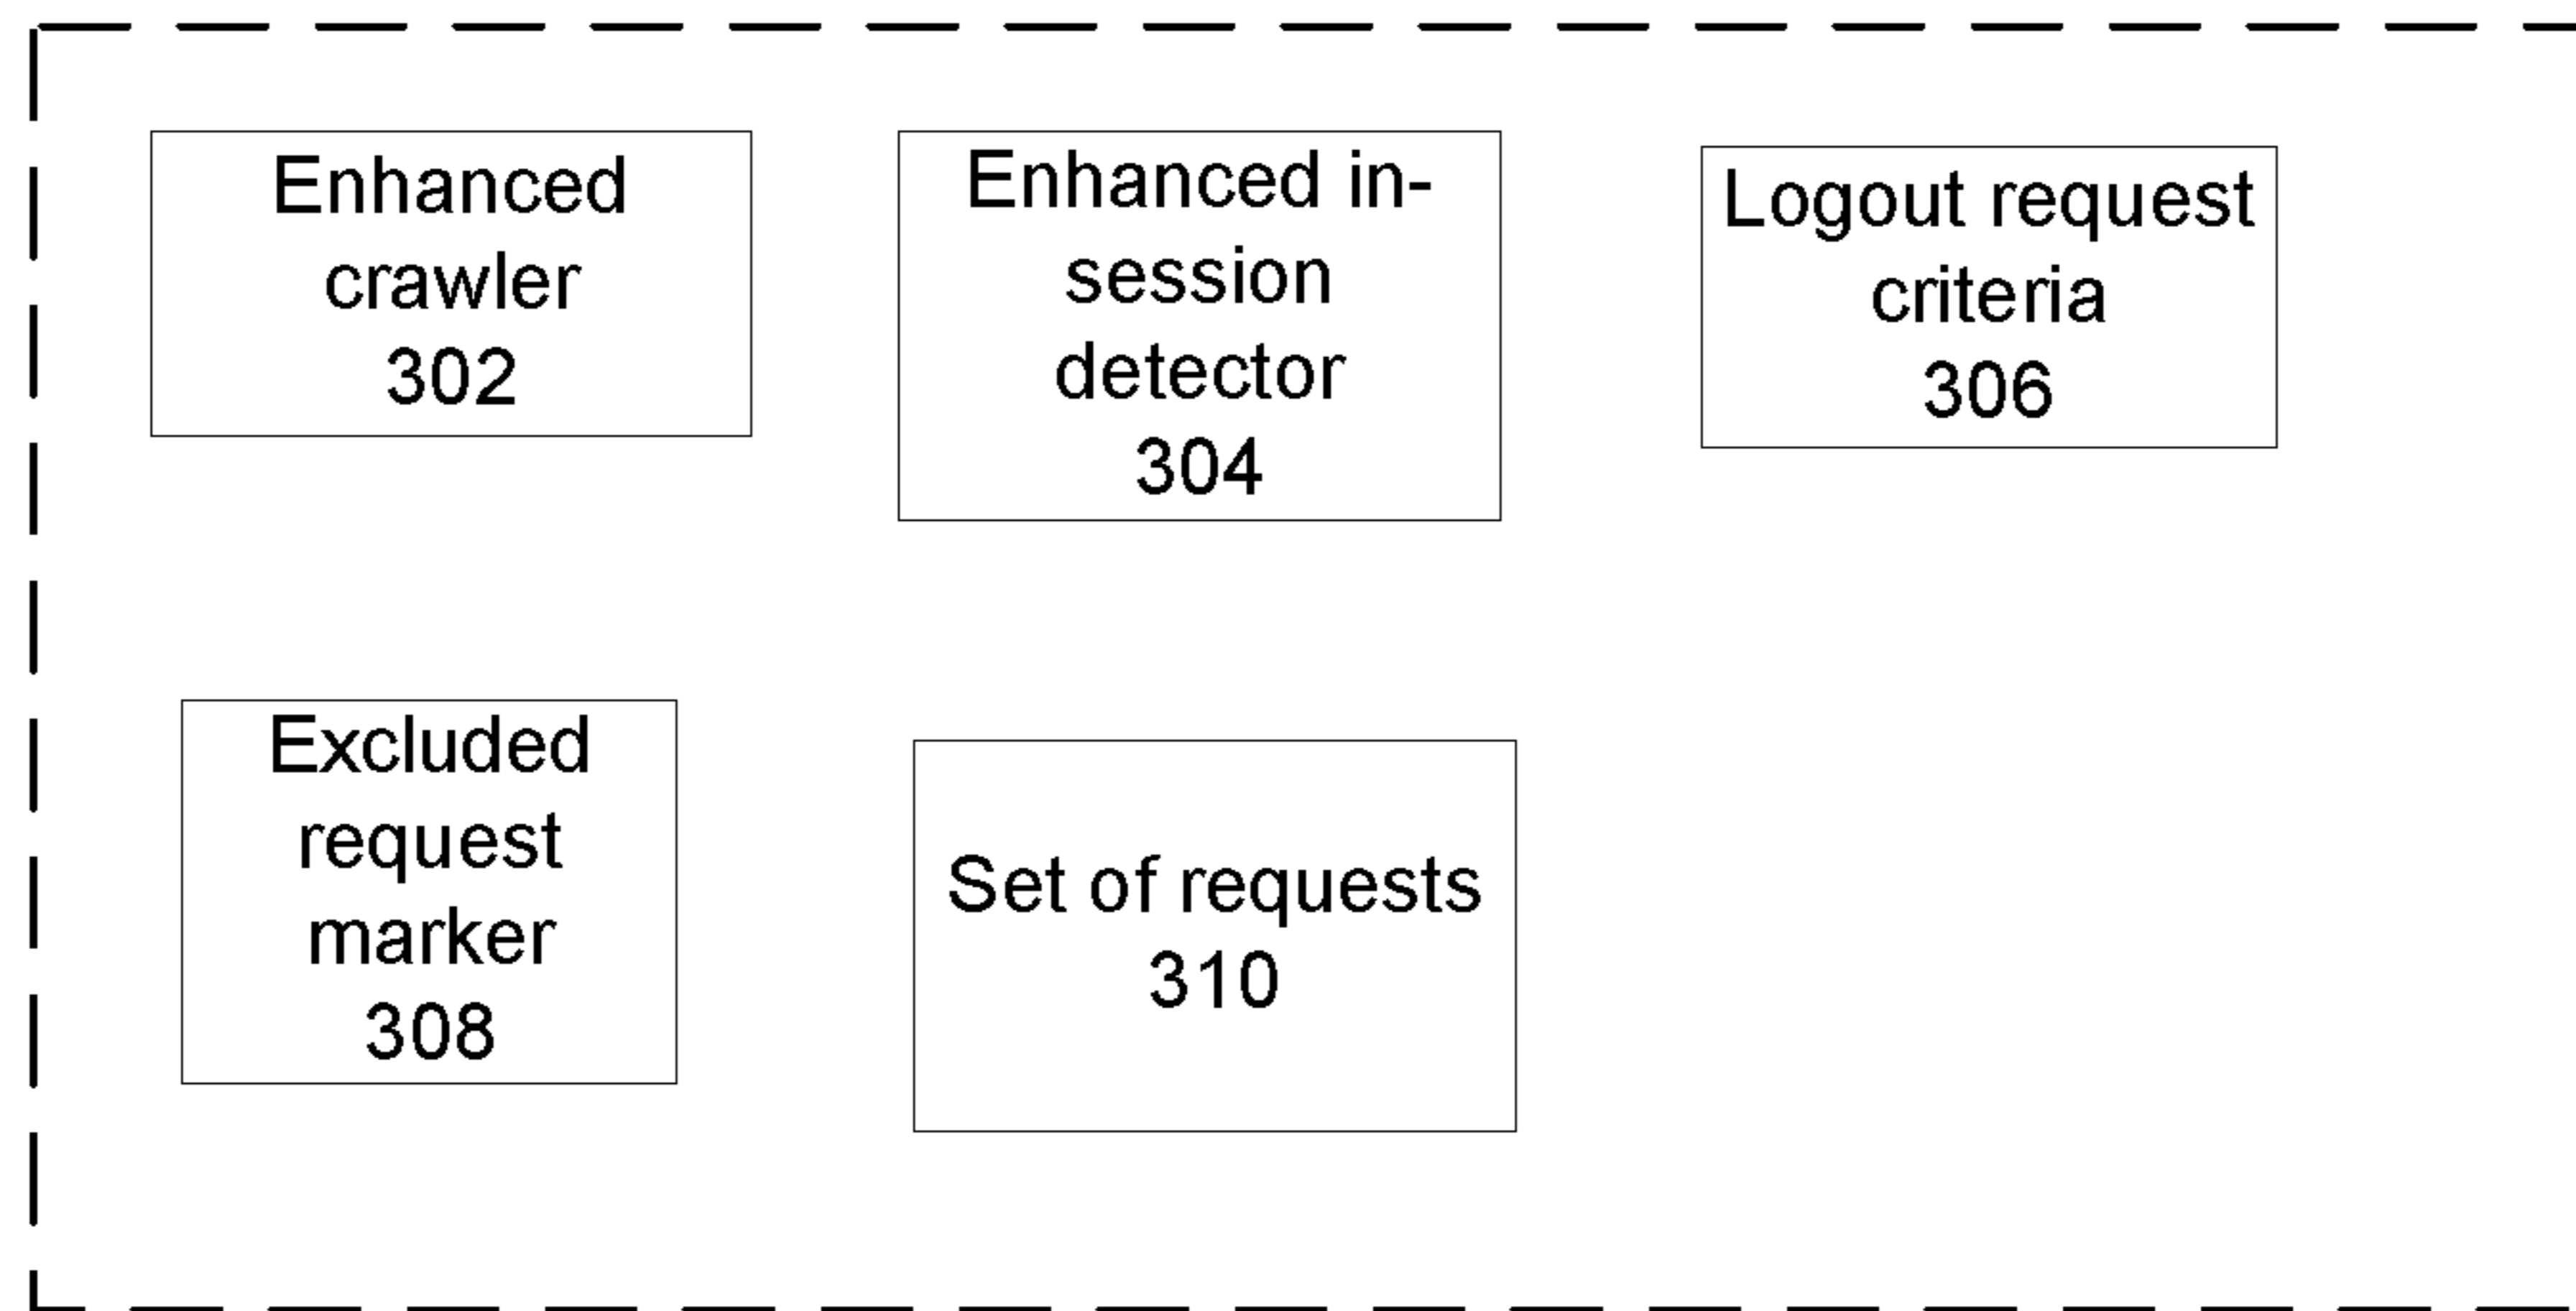 Enhanced
crawler
302
Enhanced in-
session
detector
304
Logout request
criteria
306
Excluded
request
marker
308
Set of requests
310